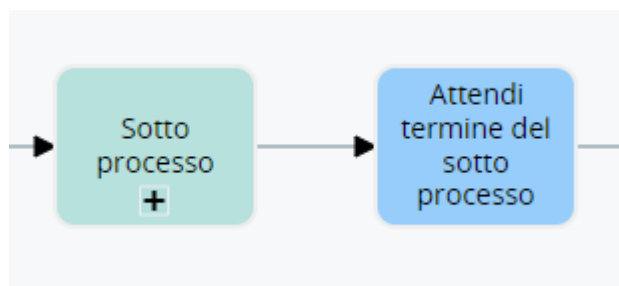 Sotto
processo
Attendi
termine del
sotto
processo